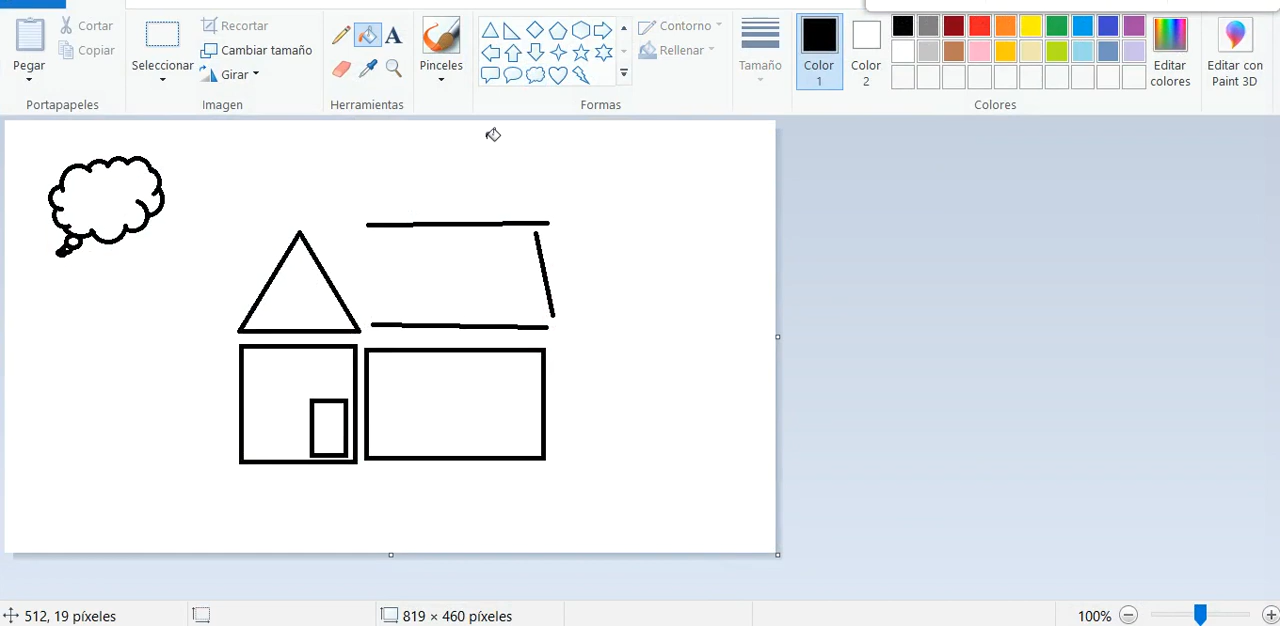 Pegar
Cortar
Copiar
Portapapeles
Seleccionar
Recortar
Cambiar tamaño
Girar
Imagen
A
Herramientas
Pinceles
Contorno
Rellenar
Formas
Tamaño
Color
1
Color
2
Editar
colores
Colores
Editar con
Paint 3D
512, 19 píxeles
819 × 460 píxeles
100%